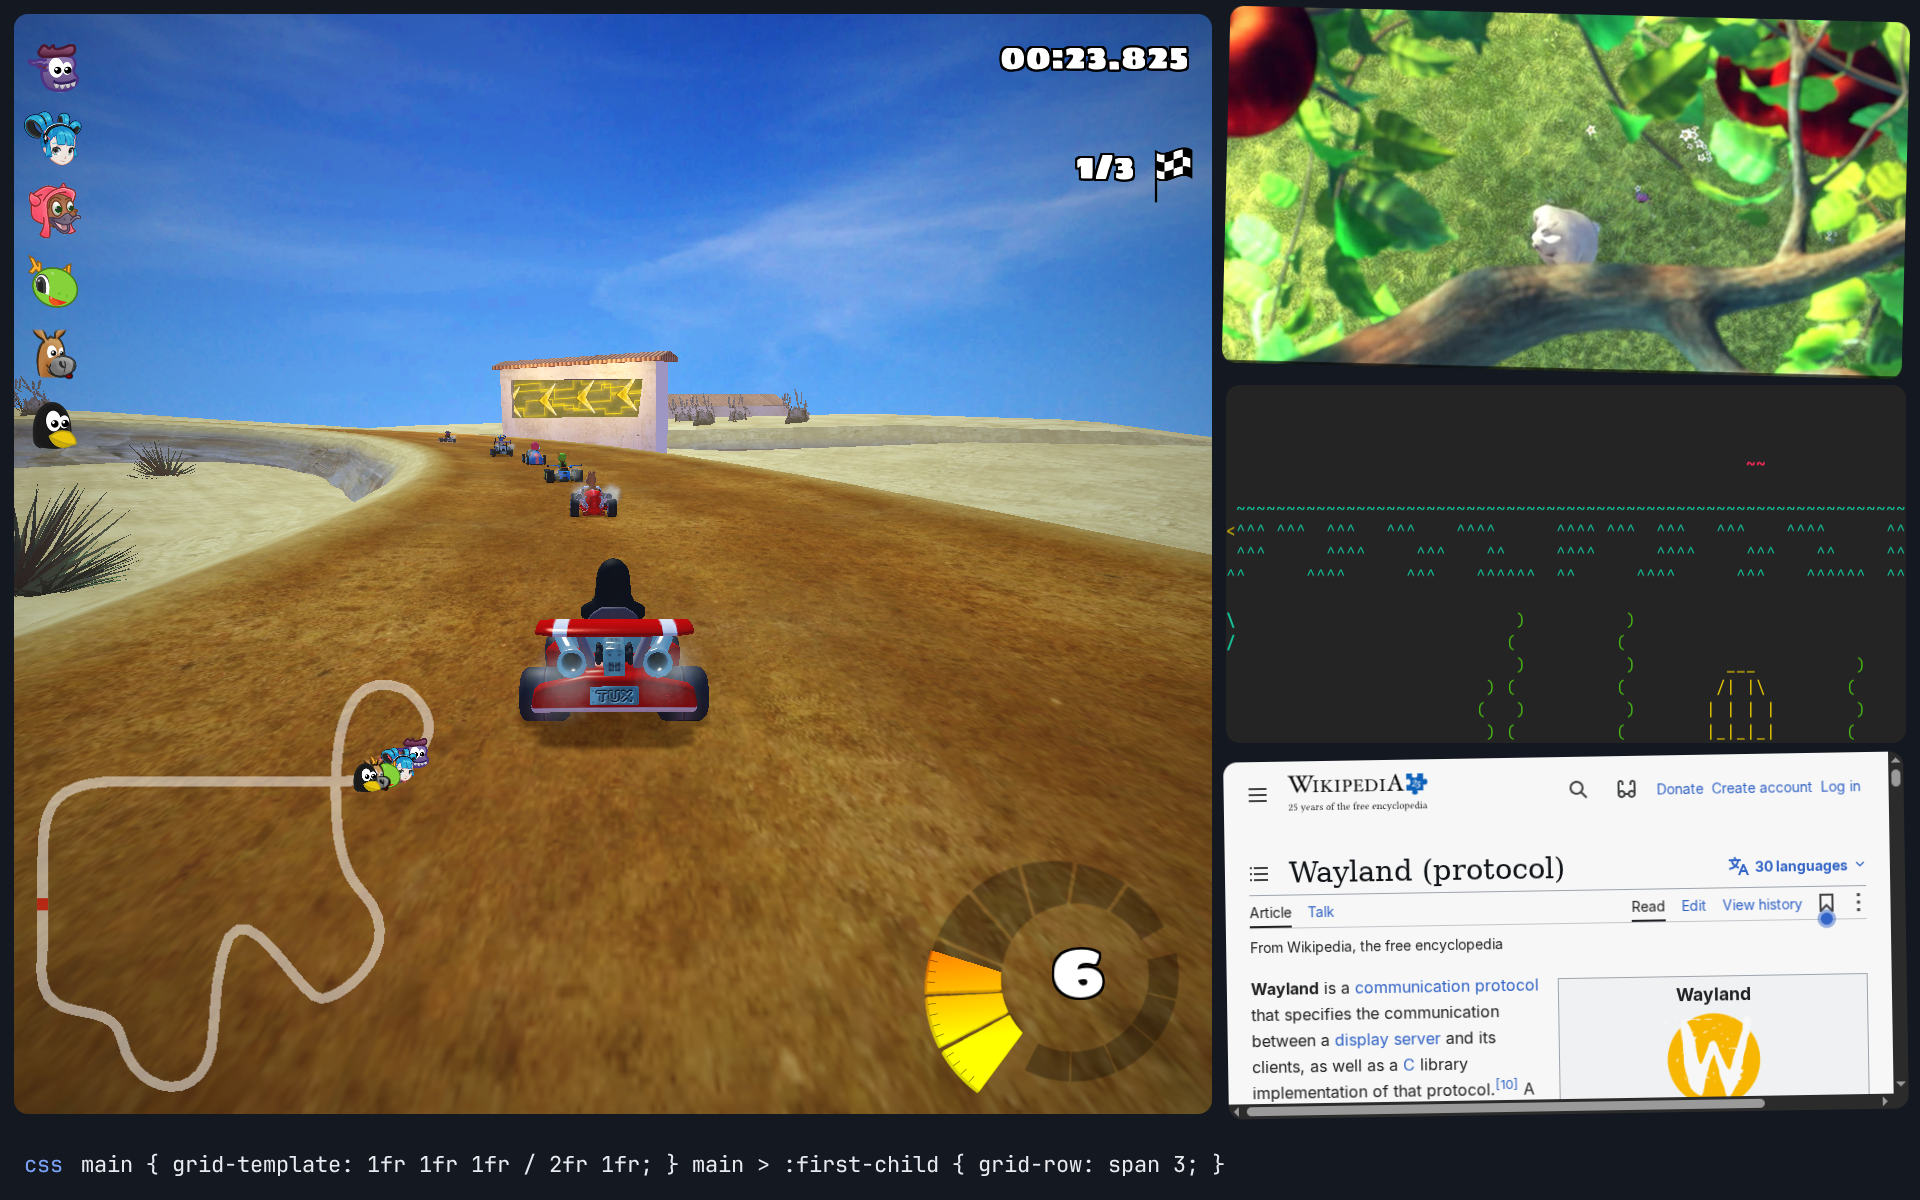 00:23.825
1/3
TUX
6
WIKIPEDIA
25 years of the free encyclopedia
Donate Create account Log in
Wayland (protocol)
30 languages
Article Talk
Read Edit View history
From Wikipedia, the free encyclopedia
Wayland is a communication protocol
that specifies the communication
between a display server and its
clients, as well as a C library
implementation of that protocol.[10] A
Wayland
W
css main { grid-template: 1fr 1fr 1fr / 2fr 1fr; } main > :first-child { grid-row: span 3; }